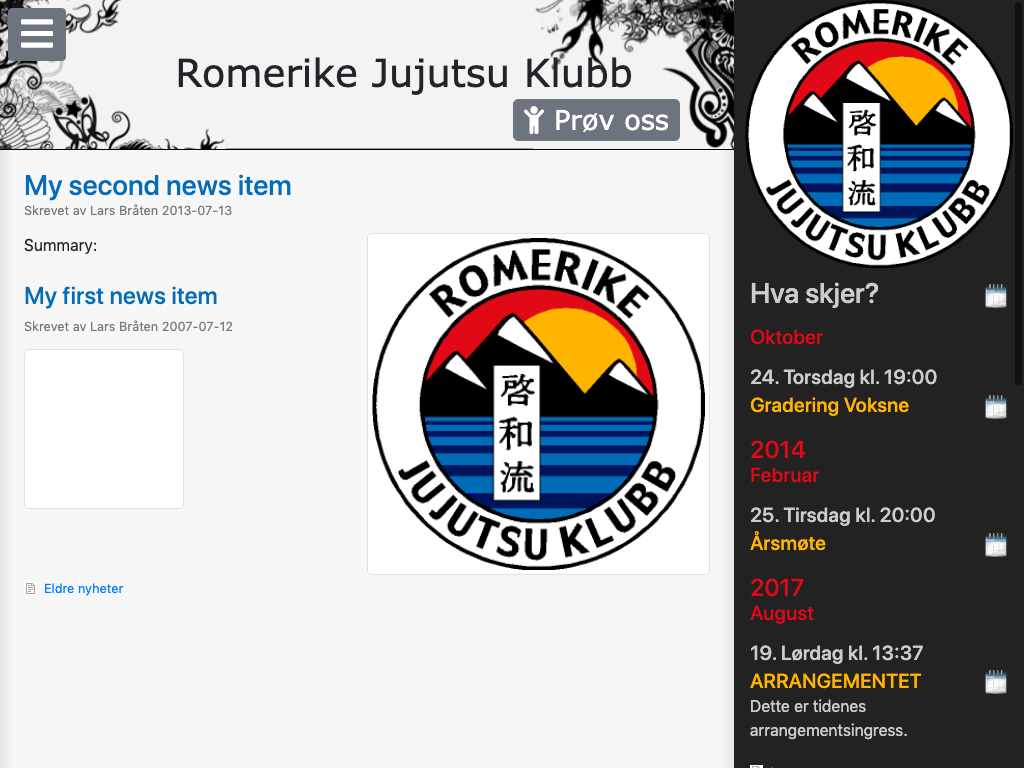 Romerike Jujutsu Klubb
Prøv oss
My second news item
Skrevet av Lars Bråten 2013-07-13
Summary:
ROMERIKE
啓和流
JUJUTSU KLUBB
My first news item
Skrevet av Lars Bråten 2007-07-12
Eldre nyheter
ROMERIKE
啓和流
JUJUTSU KLUBB
Hva skjer?
Oktober
24. Torsdag kl. 19:00
Gradering Voksne
2014
Februar
25. Tirsdag kl. 20:00
Årsmøte
2017
August
19. Lørdag kl. 13:37
ARRANGEMENTET
Dette er tidenes
arrangementsingress.